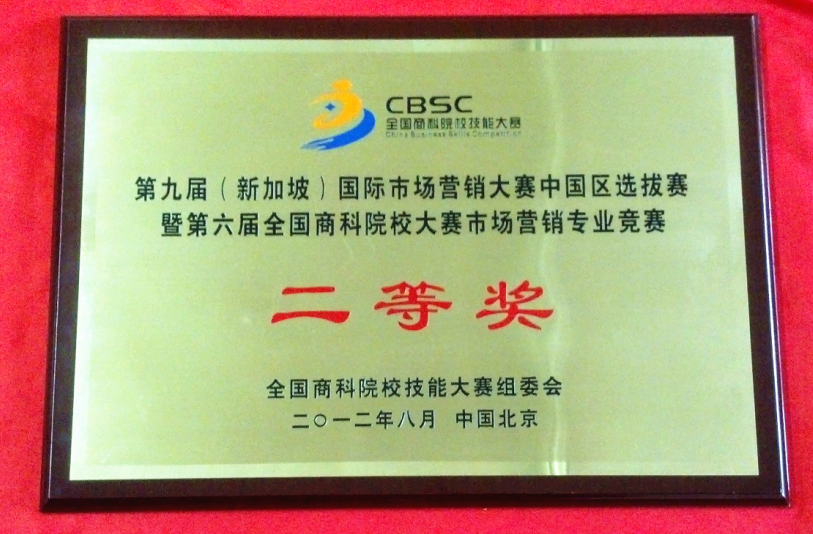 CBSC
全国商科院校技能大赛
China Business Skills Competition
第九届（新加坡）国际市场营销大赛中国区选拔赛
暨第六届全国商科院校大赛市场营销专业竞赛
二等奖
全国商科院校技能大赛组委会
二〇一二年八月 中国北京